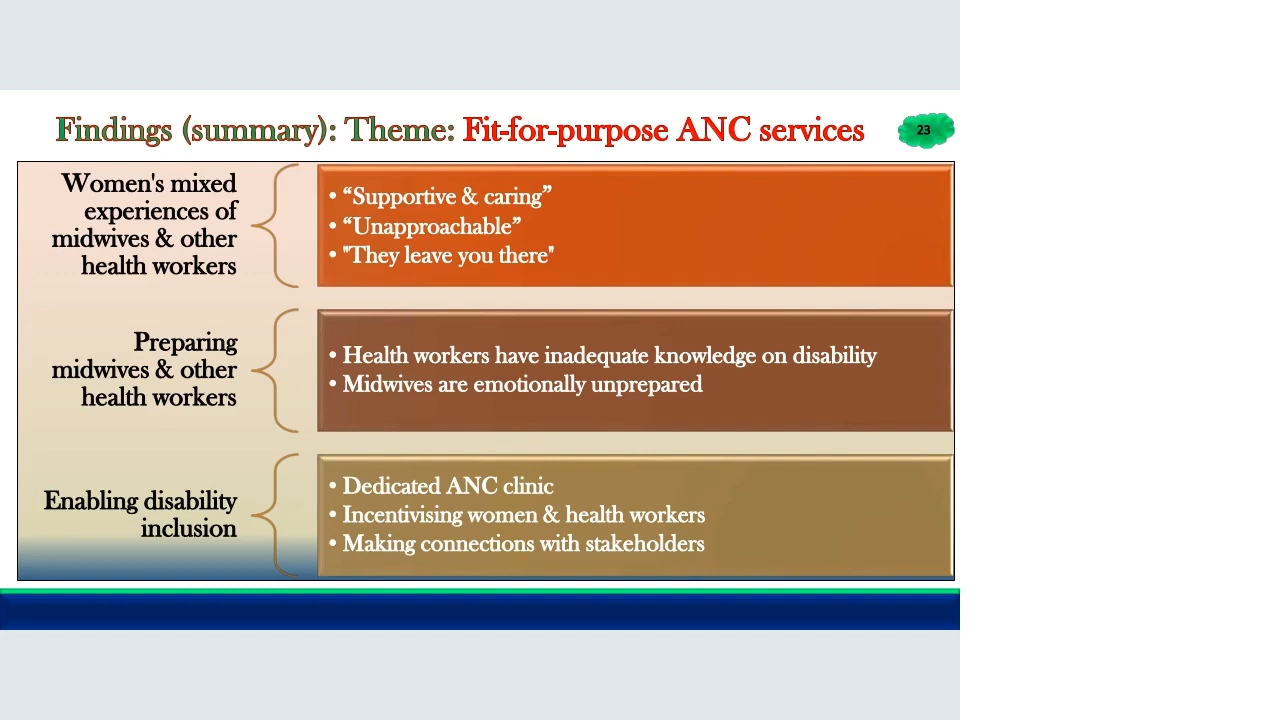 Findings (summary): Theme: Fit-for-purpose ANC services
23
Women's mixed
experiences of
midwives & other
health workers
• “Supportive & caring”
• “Unapproachable”
• "They leave you there"
Preparing
midwives & other
health workers
• Health workers have inadequate knowledge on disability
• Midwives are emotionally unprepared
Enabling disability
inclusion
• Dedicated ANC clinic
• Incentivising women & health workers
• Making connections with stakeholders